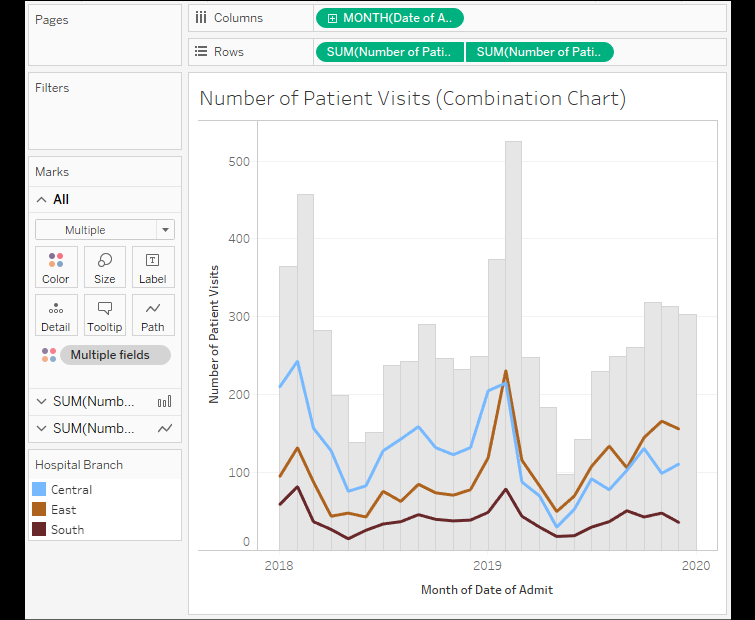 Pages
Columns
MONTH(Date of A..
Rows
SUM(Number of Pati..
SUM(Number of Pati..
Filters
Marks
All
Multiple
Color
Size
Label
Detail
Tooltip
Path
Multiple fields
SUM(Numb...
SUM(Numb...
Hospital Branch
Central
East
South
Number of Patient Visits (Combination Chart)
Number of Patient Visits
500
400
300
200
100
0
2018
2019
2020
Month of Date of Admit